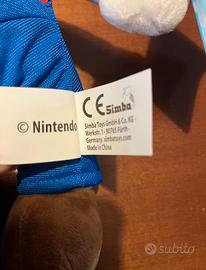 © Nintendo
CE Simba
Simba Toys GmbH & Co. KG -
Werkstr. 1 - 90765 Fürth -
Germany, simbatoys.com
Made in China
subito